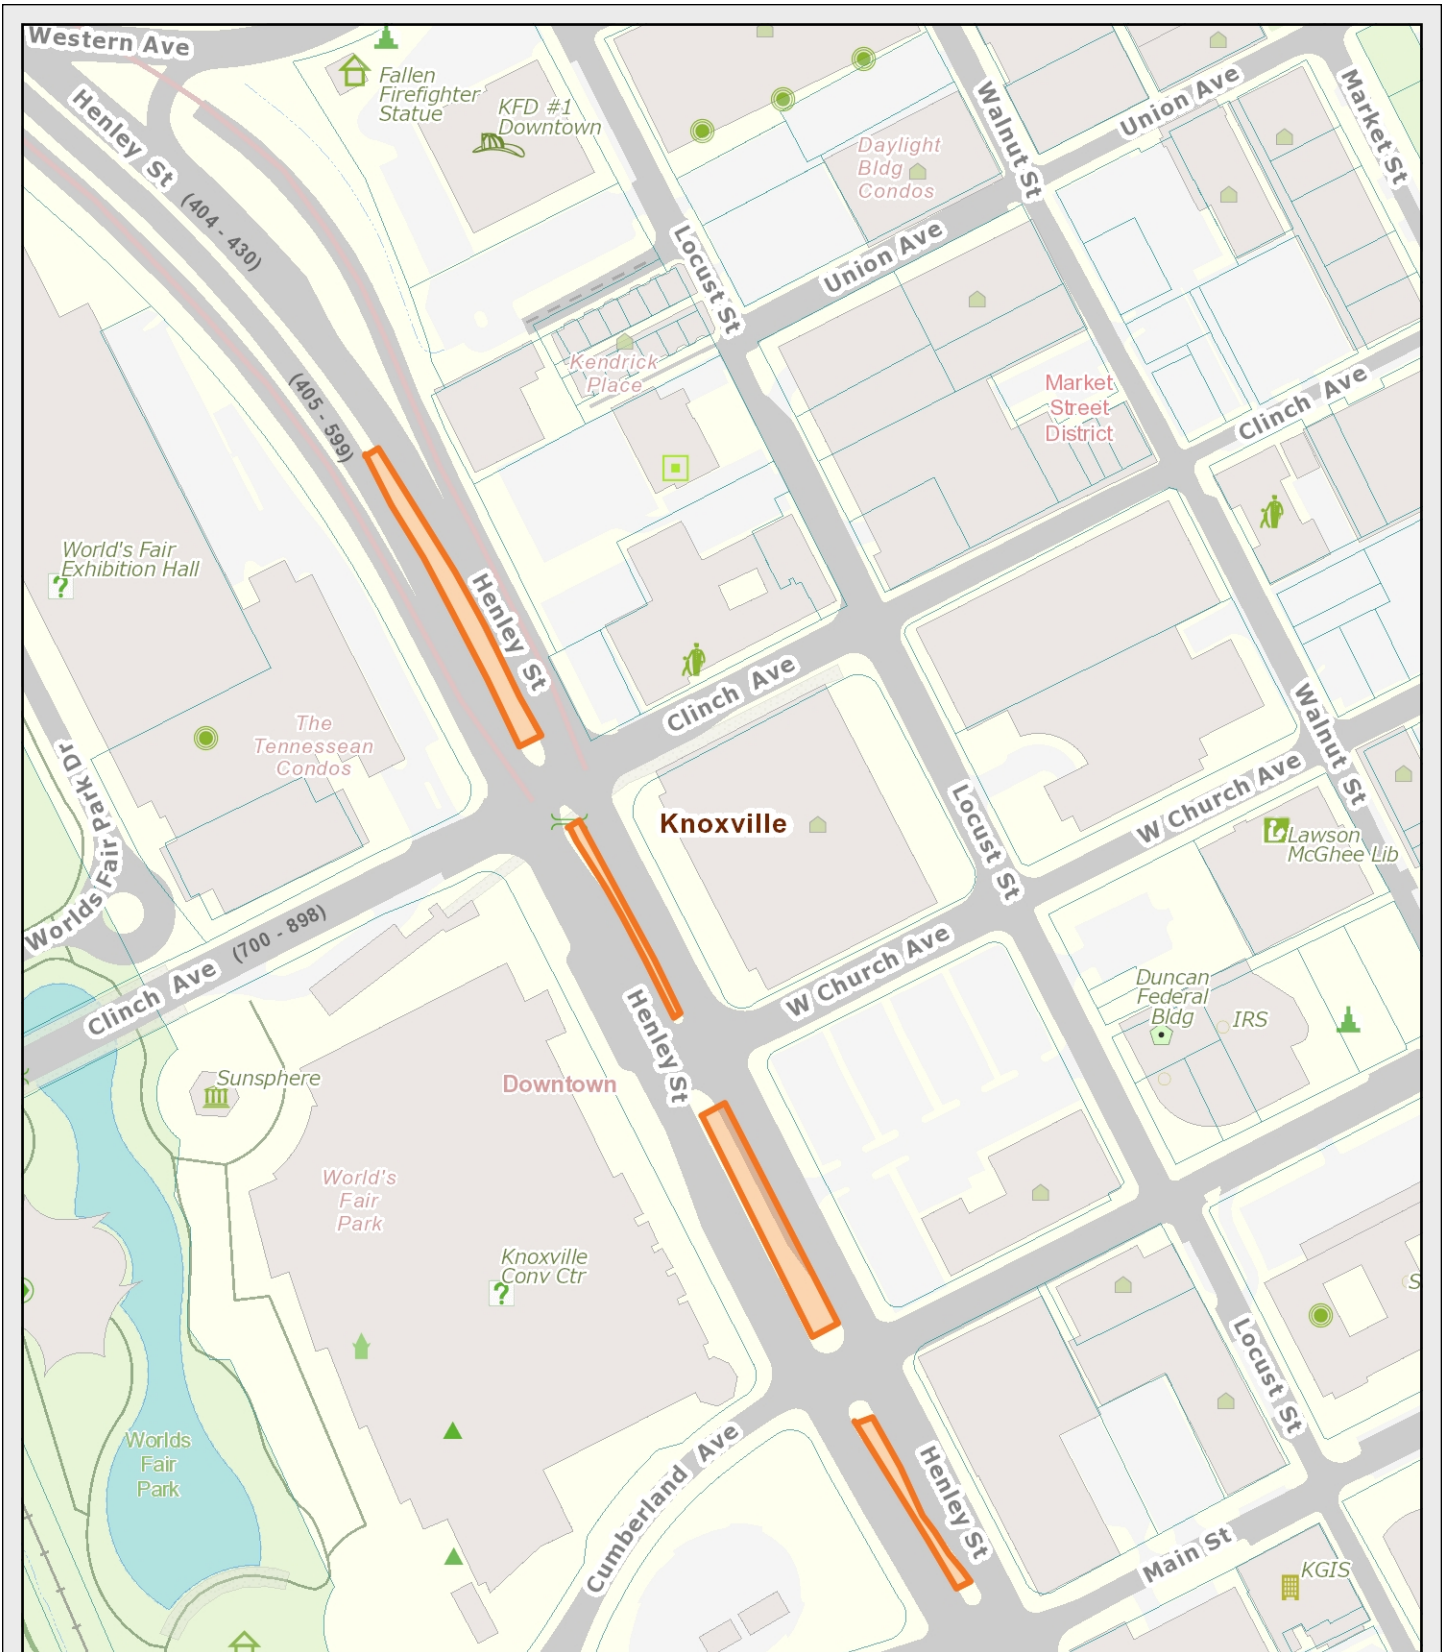 Western Ave
Henley St
(404 - 430)
Fallen
Firefighter
Statue
KFD #1
Downtown
Daylight
Bldg
Condos
Walnut St
Union Ave
Market St
Locust St
Union Ave
Kendrick
Place
Market
Street
District
Clinch Ave
(405 - 599)
World's Fair
Exhibition Hall
Henley St
Clinch Ave
The
Tennessean
Condos
Worlds Fair Park Dr
Knoxville
Locust St
Walnut St
W Church Ave
Lawson
McGhee Lib
Clinch Ave
(700 - 898)
W Church Ave
Duncan
Federal
Bldg
IRS
Sunsphere
Henley St
Downtown
World's
Fair
Park
Knoxville
Conv Ctr
S
Locust St
Worlds
Fair
Park
Cumberland Ave
Henley St
Main St
KGIS